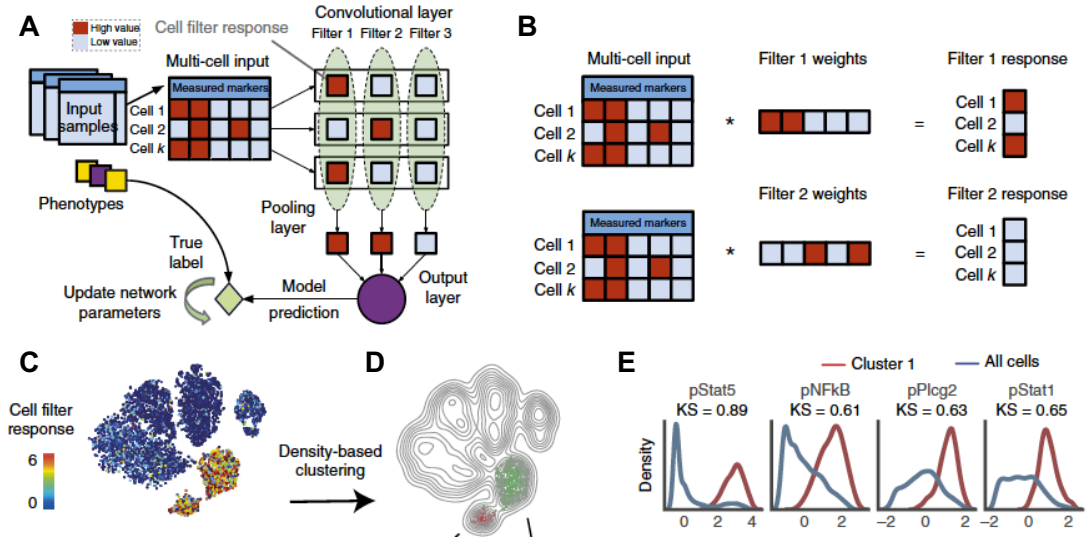 A
High value
Low value
Cell filter response
Convolutional layer
Filter 1 Filter 2 Filter 3
Multi-cell input
Measured markers
Cell 1
Cell 2
Cell k
Input
samples
Phenotypes
Pooling
layer
True
label
Update network
parameters
Model
prediction
Output
layer
B
Multi-cell input
Filter 1 weights
Filter 1 response
Measured markers
Cell 1
Cell 2
Cell k
*
=
Cell 1
Cell 2
Cell k
Filter 2 weights
Filter 2 response
Measured markers
Cell 1
Cell 2
Cell k
*
=
Cell 1
Cell 2
Cell k
C
Cell filter
response
6
0
Density-based
clustering
D
E
Cluster 1
All cells
pStat5
KS = 0.89
pNFkB
KS = 0.61
pPlcg2
KS = 0.63
pStat1
KS = 0.65
Density
0 2 4
0 2
−2 0 2
−2 0 2